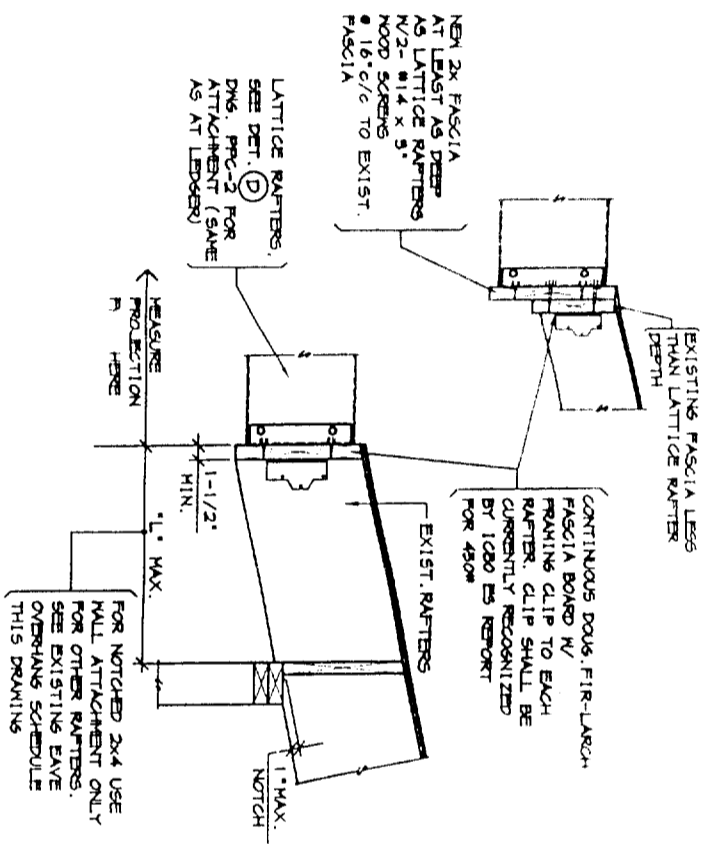 NEW 2x FASCIA
AT LEAST AS DEEP
AS LATTICE RAFTERS
W/2- #14 x 3"
WOOD SCREWS
@ 16" c/c TO EXIST.
FASCIA
EXISTING FASCIA LESS
THAN LATTICE RAFTER
DEPTH
LATTICE RAFTERS.
SEE DET. D
DWG. PPC-2 FOR
ATTACHMENT (SAME
AS AT LEDGER)
CONTINUOUS DOUG. FIR-LARCH
FASCIA BOARD W/
FRAMING CLIP TO EACH
RAFTER. CLIP SHALL BE
CURRENTLY RECOGNIZED
BY ICBO ES REPORT
FOR 450#
EXIST. RAFTERS
MEASURE
PROJECTION
HERE
1-1/2"
MIN.
"L" MAX.
1" MAX.
NOTCH
FOR NOTCHED 2x4 USE
WALL ATTACHMENT ONLY
FOR OTHER RAFTERS.
SEE EXISTING EAVE
OVERHANG SCHEDULE
THIS DRAWING